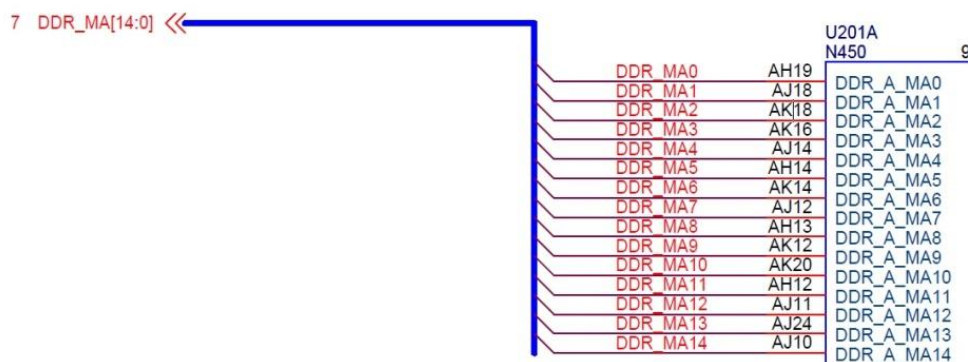 7 DDR_MA[14:0]
U201A
N450 9
DDR_MA0 AH19 DDR_A_MA0
DDR_MA1 AJ18 DDR_A_MA1
DDR_MA2 AK18 DDR_A_MA2
DDR_MA3 AK16 DDR_A_MA3
DDR_MA4 AJ14 DDR_A_MA4
DDR_MA5 AH14 DDR_A_MA5
DDR_MA6 AK14 DDR_A_MA6
DDR_MA7 AJ12 DDR_A_MA7
DDR_MA8 AH13 DDR_A_MA8
DDR_MA9 AK12 DDR_A_MA9
DDR_MA10 AK20 DDR_A_MA10
DDR_MA11 AH12 DDR_A_MA11
DDR_MA12 AJ11 DDR_A_MA12
DDR_MA13 AJ24 DDR_A_MA13
DDR_MA14 AJ10 DDR_A_MA14